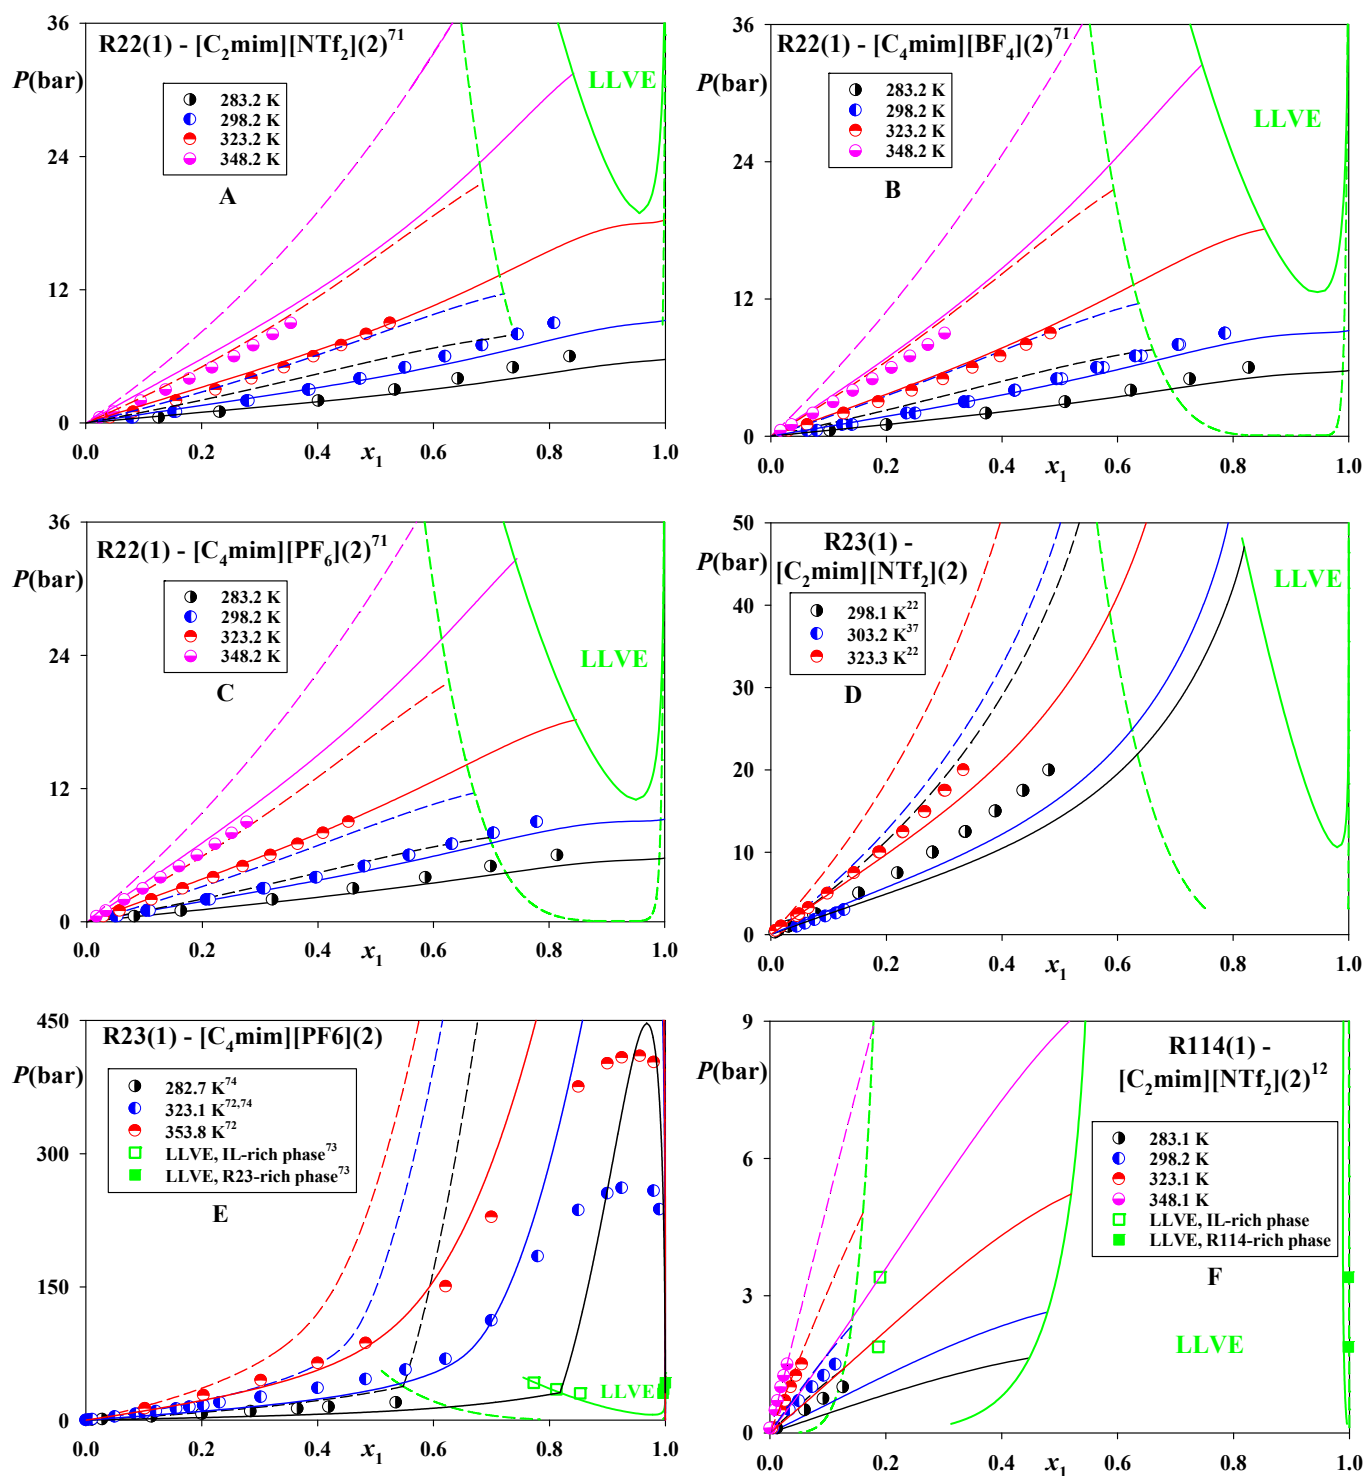 R22(1) - [C₂mim][NTf₂](2)⁷¹
P(bar)
36
24
12
0
283.2 K
298.2 K
323.2 K
348.2 K
A
LLVE
0.0 0.2 0.4 0.6 0.8 1.0
x₁
R22(1) - [C₄mim][BF₄](2)⁷¹
P(bar)
36
24
12
0
283.2 K
298.2 K
323.2 K
348.2 K
B
LLVE
0.0 0.2 0.4 0.6 0.8 1.0
x₁
R22(1) - [C₄mim][PF₆](2)⁷¹
P(bar)
36
24
12
0
283.2 K
298.2 K
323.2 K
348.2 K
C
LLVE
0.0 0.2 0.4 0.6 0.8 1.0
x₁
R23(1) -
[C₂mim][NTf₂](2)
P(bar)
50
40
30
20
10
0
298.1 K²²
303.2 K³⁷
323.3 K²²
D
LLVE
0.0 0.2 0.4 0.6 0.8 1.0
x₁
R23(1) - [C₄mim][PF6](2)
P(bar)
450
300
150
0
282.7 K⁷⁴
323.1 K⁷²,⁷⁴
353.8 K⁷²
LLVE, IL-rich phase⁷³
LLVE, R23-rich phase⁷³
E
LLVE
0.0 0.2 0.4 0.6 0.8 1.0
x₁
R114(1) -
[C₂mim][NTf₂](2)¹²
P(bar)
9
6
3
0
283.1 K
298.2 K
323.1 K
348.1 K
LLVE, IL-rich phase
LLVE, R114-rich phase
F
LLVE
0.0 0.2 0.4 0.6 0.8 1.0
x₁